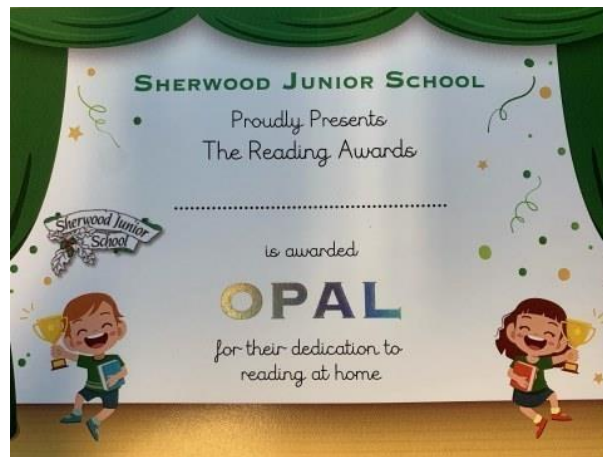 SHERWOOD JUNIOR SCHOOL
Proudly Presents
The Reading Awards
................................................
Sherwood Junior
School
is awarded
OPAL
for their dedication to
reading at home